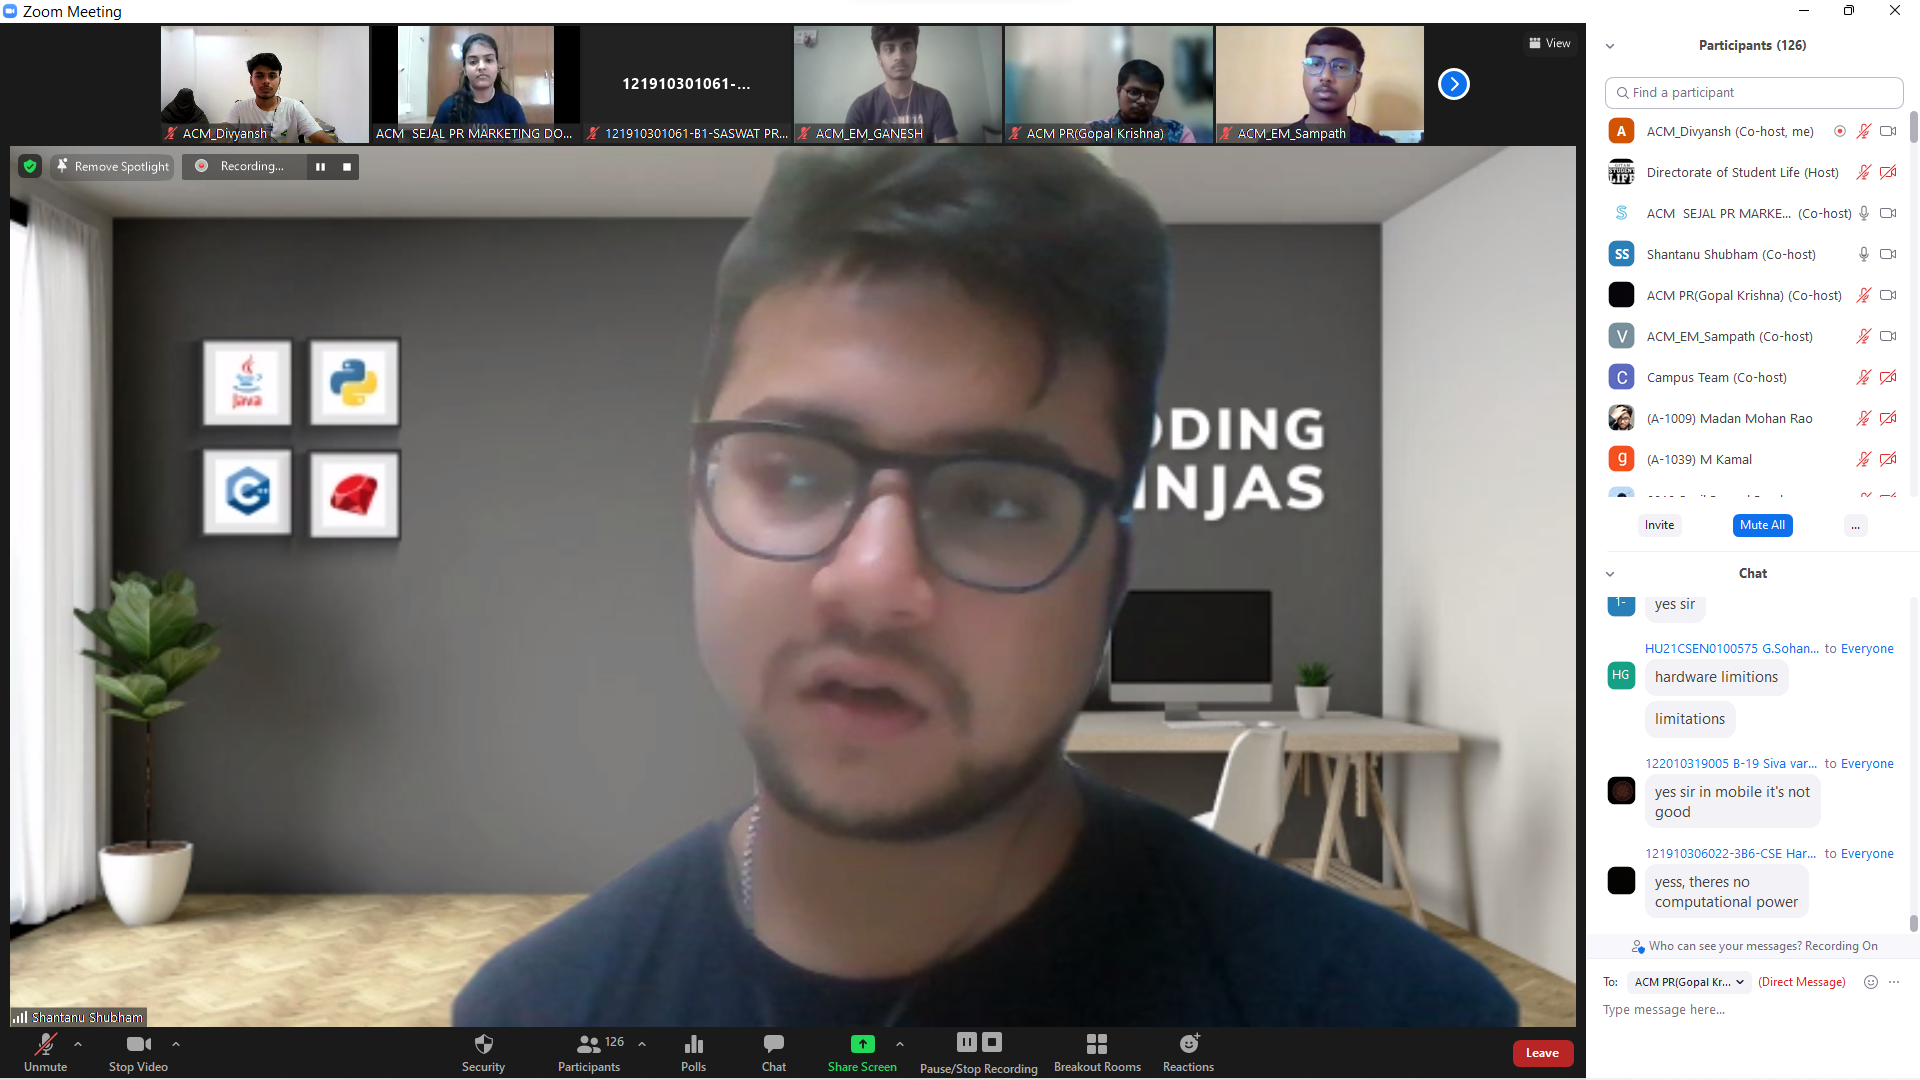 Zoom Meeting
View
121910301061-...
ACM_Divyansh
ACM SEJAL PR MARKETING DO...
121910301061-B1-SASWAT PR...
ACM_EM_GANESH
ACM PR(Gopal Krishna)
ACM_EM_Sampath
Remove Spotlight
Recording...
Java
DING
INJAS
Shantanu Shubham
Participants (126)
Find a participant
A
ACM_Divyansh (Co-host, me)
STUDENT
LIFE
Directorate of Student Life (Host)
S
ACM SEJAL PR MARKE... (Co-host)
SS
Shantanu Shubham (Co-host)
ACM PR(Gopal Krishna) (Co-host)
V
ACM_EM_Sampath (Co-host)
C
Campus Team (Co-host)
(A-1009) Madan Mohan Rao
g
(A-1039) M Kamal
Invite
Mute All
...
Chat
1-
yes sir
HU21CSEN0100575 G.Sohan... to Everyone
HG
hardware limitions
limitations
122010319005 B-19 Siva var... to Everyone
yes sir in mobile it's not
good
121910306022-3B6-CSE Har... to Everyone
yess, theres no
computational power
Who can see your messages? Recording On
To: ACM PR(Gopal Kr... (Direct Message)
Type message here...
Unmute
Stop Video
Security
126
Participants
Polls
Chat
Share Screen
Pause/Stop Recording
Breakout Rooms
Reactions
Leave